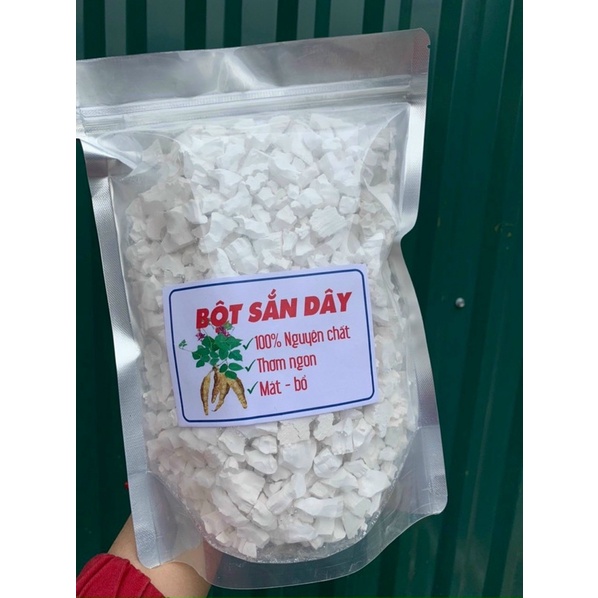 BỘT SẮN DÂY
100% Nguyên chất
Thơm ngon
Mát - bổ